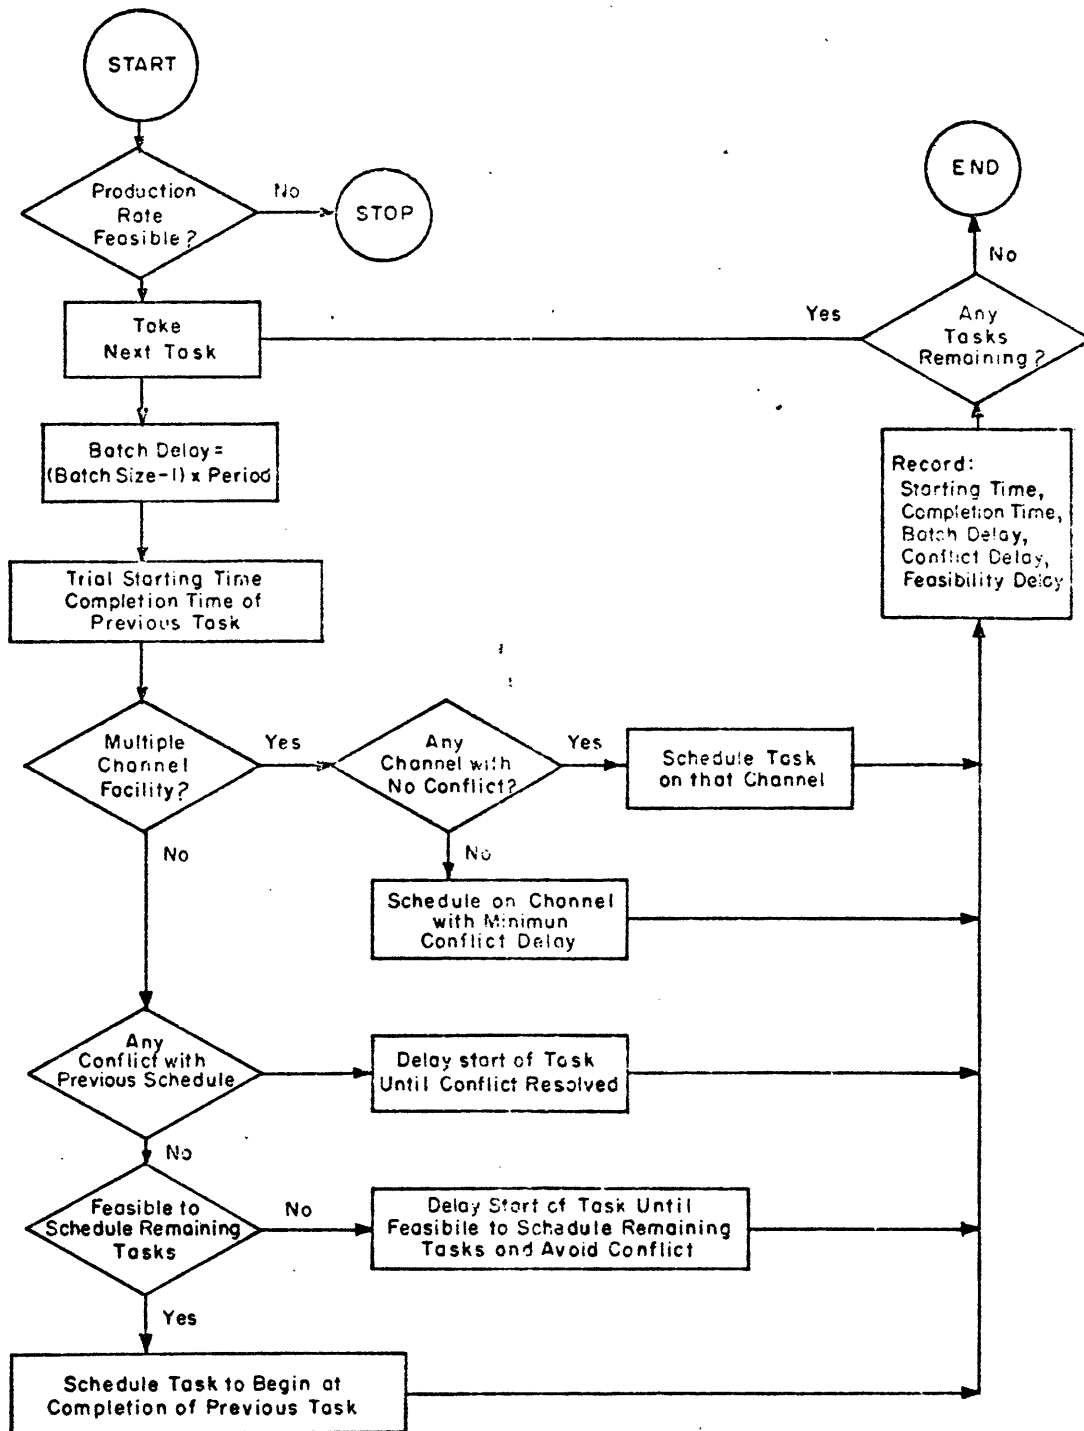 START
Production
Rate
Feasible?
No
STOP
END
No
Any
Tasks
Remaining?
Yes
Take
Next Task
Batch Delay=
(Batch Size-1) x Period
Record:
Starting Time,
Completion Time,
Batch Delay,
Conflict Delay,
Feasibility Delay
Trial Starting Time
Completion Time of
Previous Task
Multiple
Channel
Facility?
Yes
Any
Channel with
No Conflict?
Yes
Schedule Task
on that Channel
No
No
Schedule on Channel
with Minimun
Conflict Delay
Any
Conflict with
Previous Schedule
Delay start of Task
Until Conflict Resolved
No
Feasible to
Schedule Remaining
Tasks
No
Delay Start of Task Until
Feasibile to Schadule Remaining
Tasks and Avoid Conflict
Yes
Schedule Task to Begin at
Completion of Previous Task